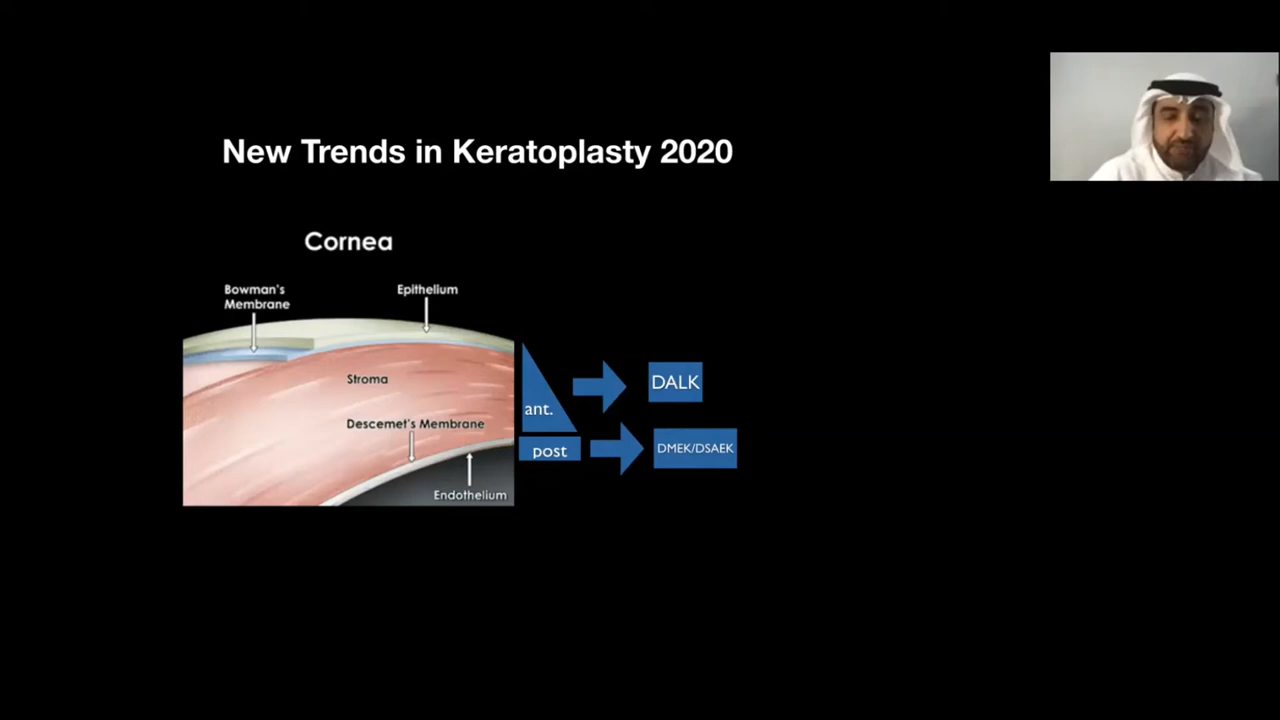 New Trends in Keratoplasty 2020
Cornea
Bowman's
Membrane
Epithelium
Stroma
Descemet's Membrane
Endothelium
ant.
DALK
post
DMEK/DSAEK